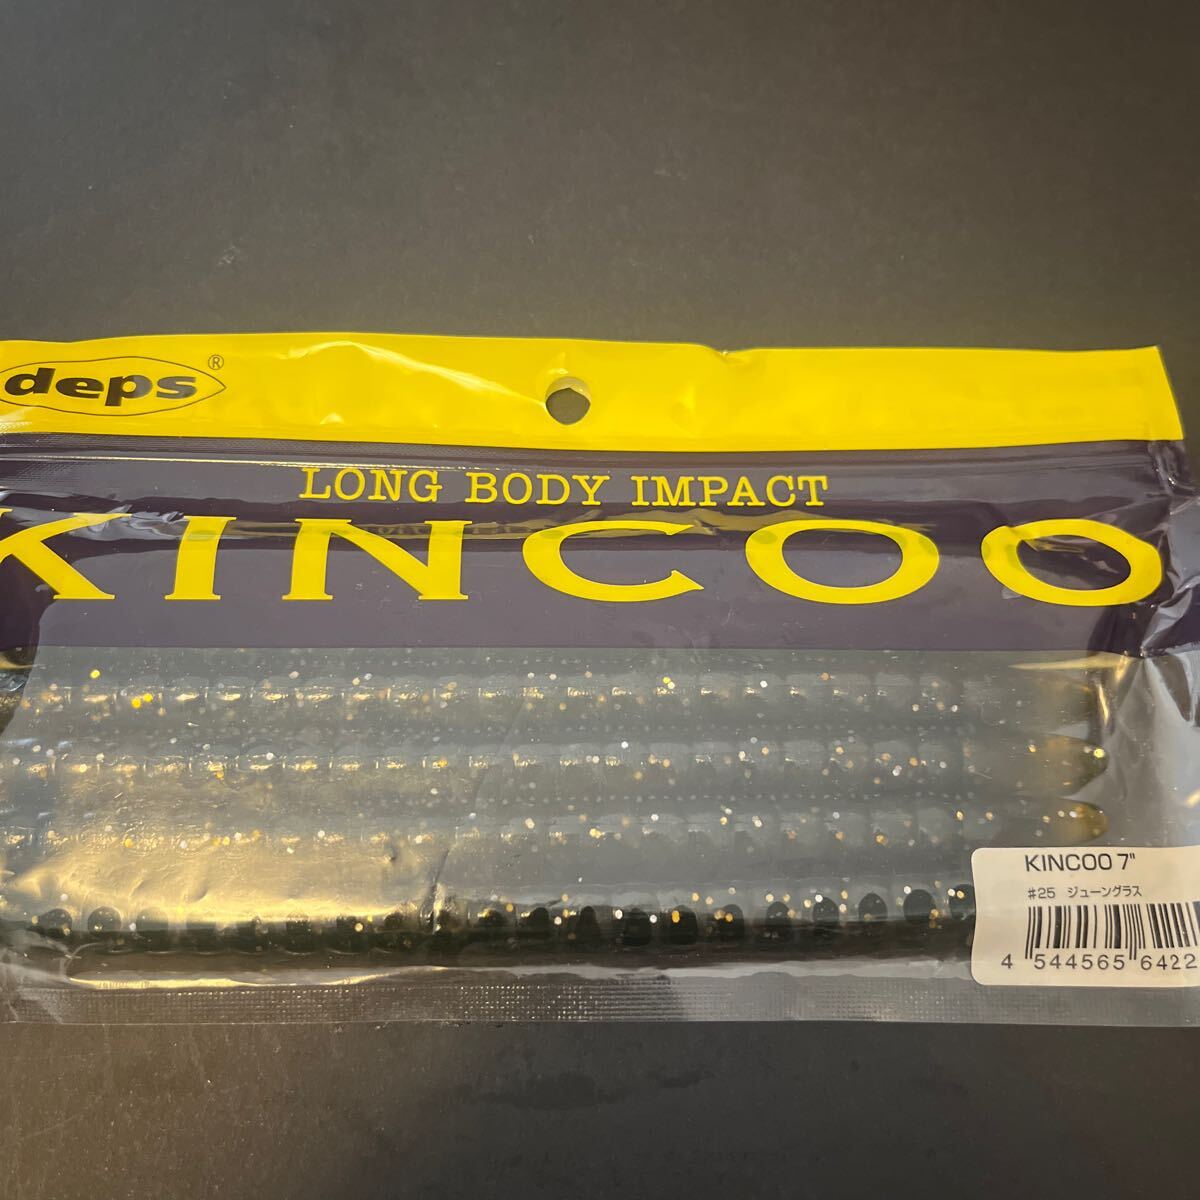 deps®
LONG BODY IMPACT
KINCOO
KINCOO 7"
#25 ジューングラス
4 544565 6422